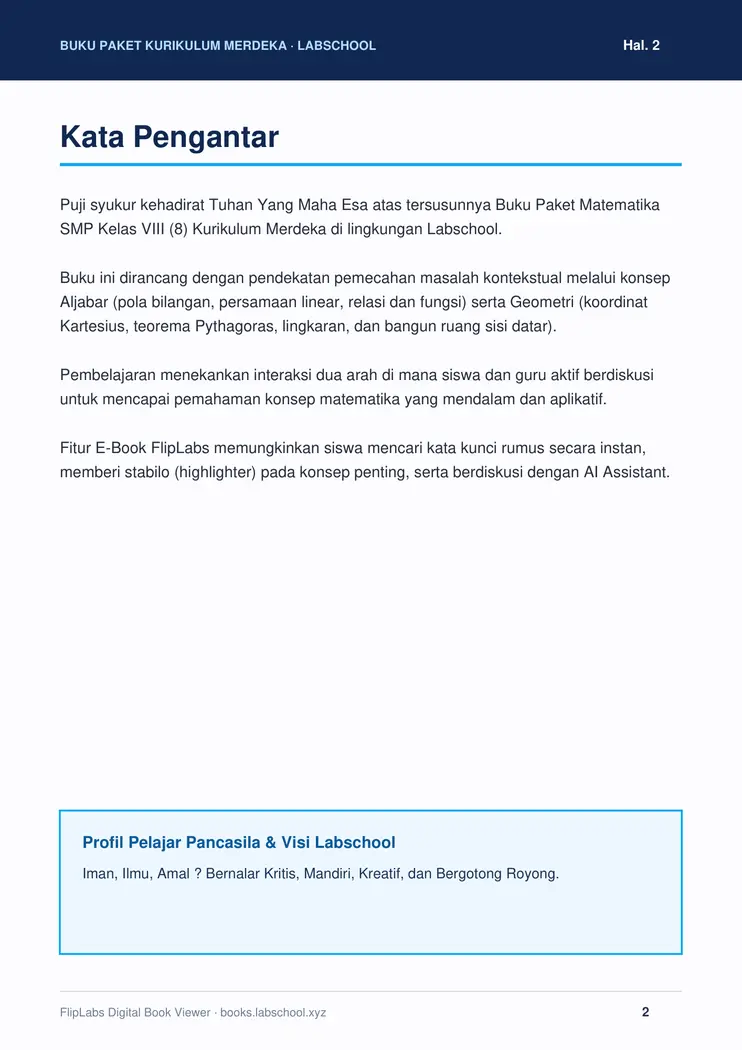 BUKU PAKET KURIKULUM MERDEKA · LABSCHOOL
Hal. 2
Kata Pengantar
Puji syukur kehadirat Tuhan Yang Maha Esa atas tersusunnya Buku Paket Matematika
SMP Kelas VIII (8) Kurikulum Merdeka di lingkungan Labschool.
Buku ini dirancang dengan pendekatan pemecahan masalah kontekstual melalui konsep
Aljabar (pola bilangan, persamaan linear, relasi dan fungsi) serta Geometri (koordinat
Kartesius, teorema Pythagoras, lingkaran, dan bangun ruang sisi datar).
Pembelajaran menekankan interaksi dua arah di mana siswa dan guru aktif berdiskusi
untuk mencapai pemahaman konsep matematika yang mendalam dan aplikatif.
Fitur E-Book FlipLabs memungkinkan siswa mencari kata kunci rumus secara instan,
memberi stabilo (highlighter) pada konsep penting, serta berdiskusi dengan AI Assistant.
Profil Pelajar Pancasila & Visi Labschool
Iman, Ilmu, Amal ? Bernalar Kritis, Mandiri, Kreatif, dan Bergotong Royong.
FlipLabs Digital Book Viewer · books.labschool.xyz
2